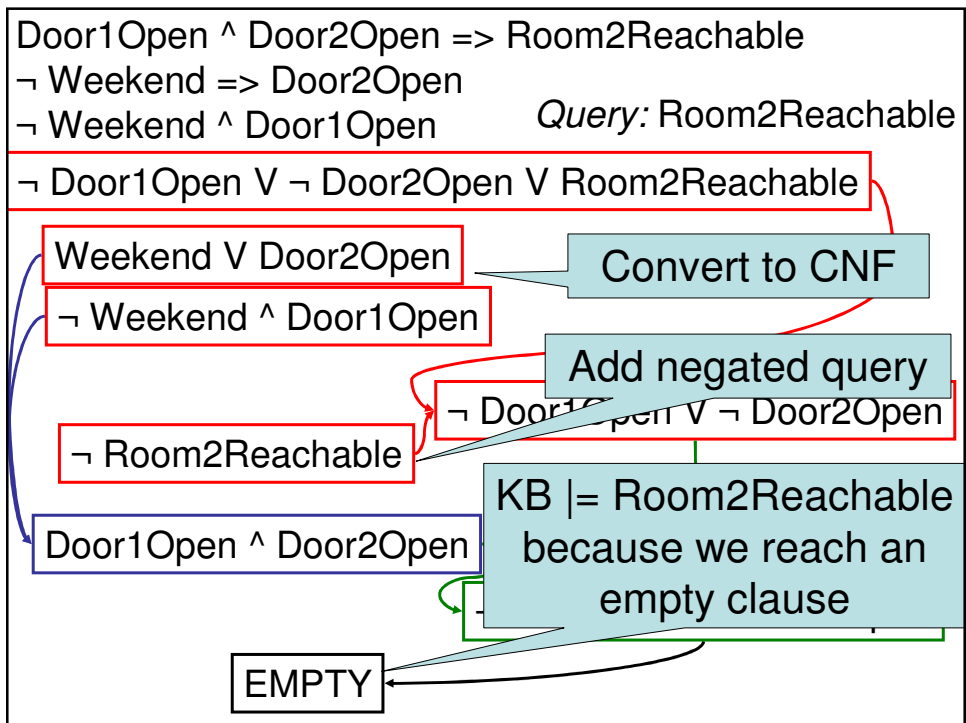 Door1Open ^ Door2Open => Room2Reachable
¬ Weekend => Door2Open
¬ Weekend ^ Door1Open
Query: Room2Reachable
¬ Door1Open V ¬ Door2Open V Room2Reachable
Weekend V Door2Open
Convert to CNF
¬ Weekend ^ Door1Open
Add negated query
¬ Door1Open V ¬ Door2Open
¬ Room2Reachable
KB |= Room2Reachable
because we reach an
empty clause
Door1Open ^ Door2Open
EMPTY